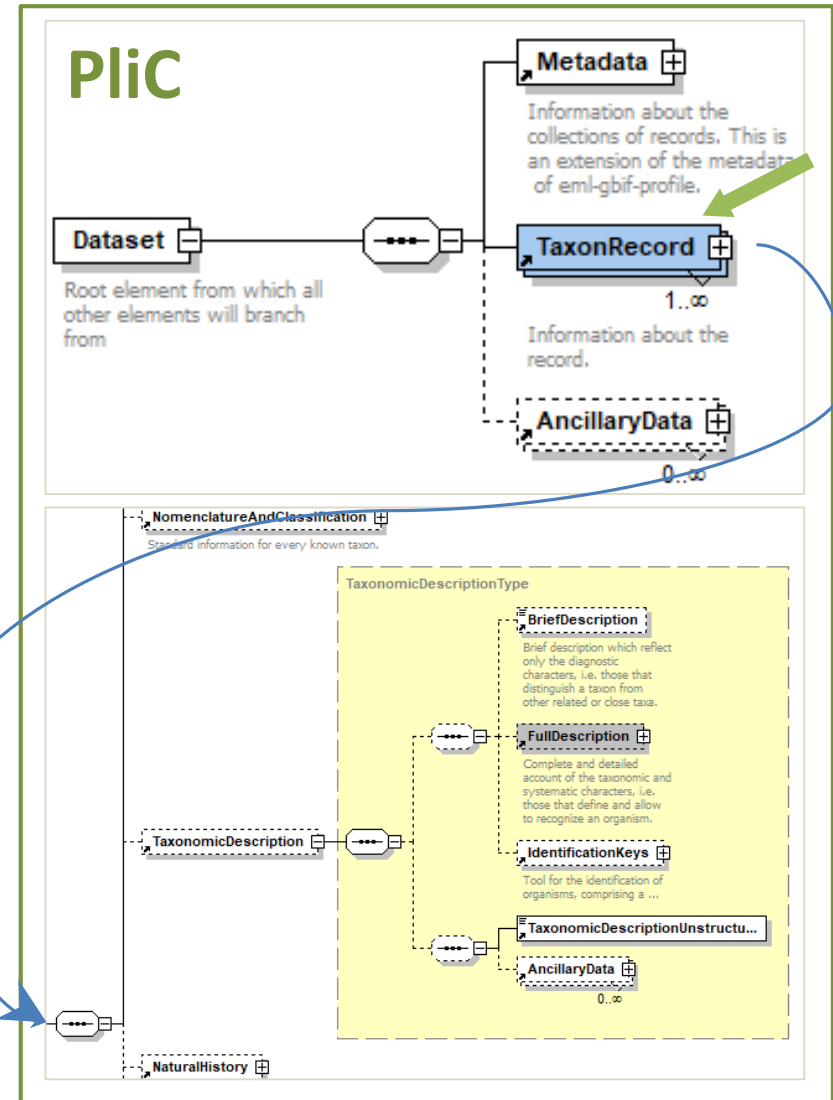 PliC
Metadata
Information about the
collections of records. This is
an extension of the metadata
of eml-gbif-profile.
Dataset
Root element from which all
other elements will branch
from
TaxonRecord
1..∞
Information about the
record.
AncillaryData
0..∞
NomenclatureAndClassification
Standard information for every known taxon.
TaxonomicDescriptionType
BriefDescription
Brief description which reflect
only the diagnostic
characters, i.e. those that
distinguish a taxon from
other related or close taxa.
FullDescription
Complete and detailed
account of the taxonomic and
systematic characters, i.e.
those that define and allow
to recognize an organism.
TaxonomicDescription
IdentificationKeys
Tool for the identification of
organisms, comprising a ...
TaxonomicDescriptionUnstructu...
AncillaryData
0..∞
NaturalHistory